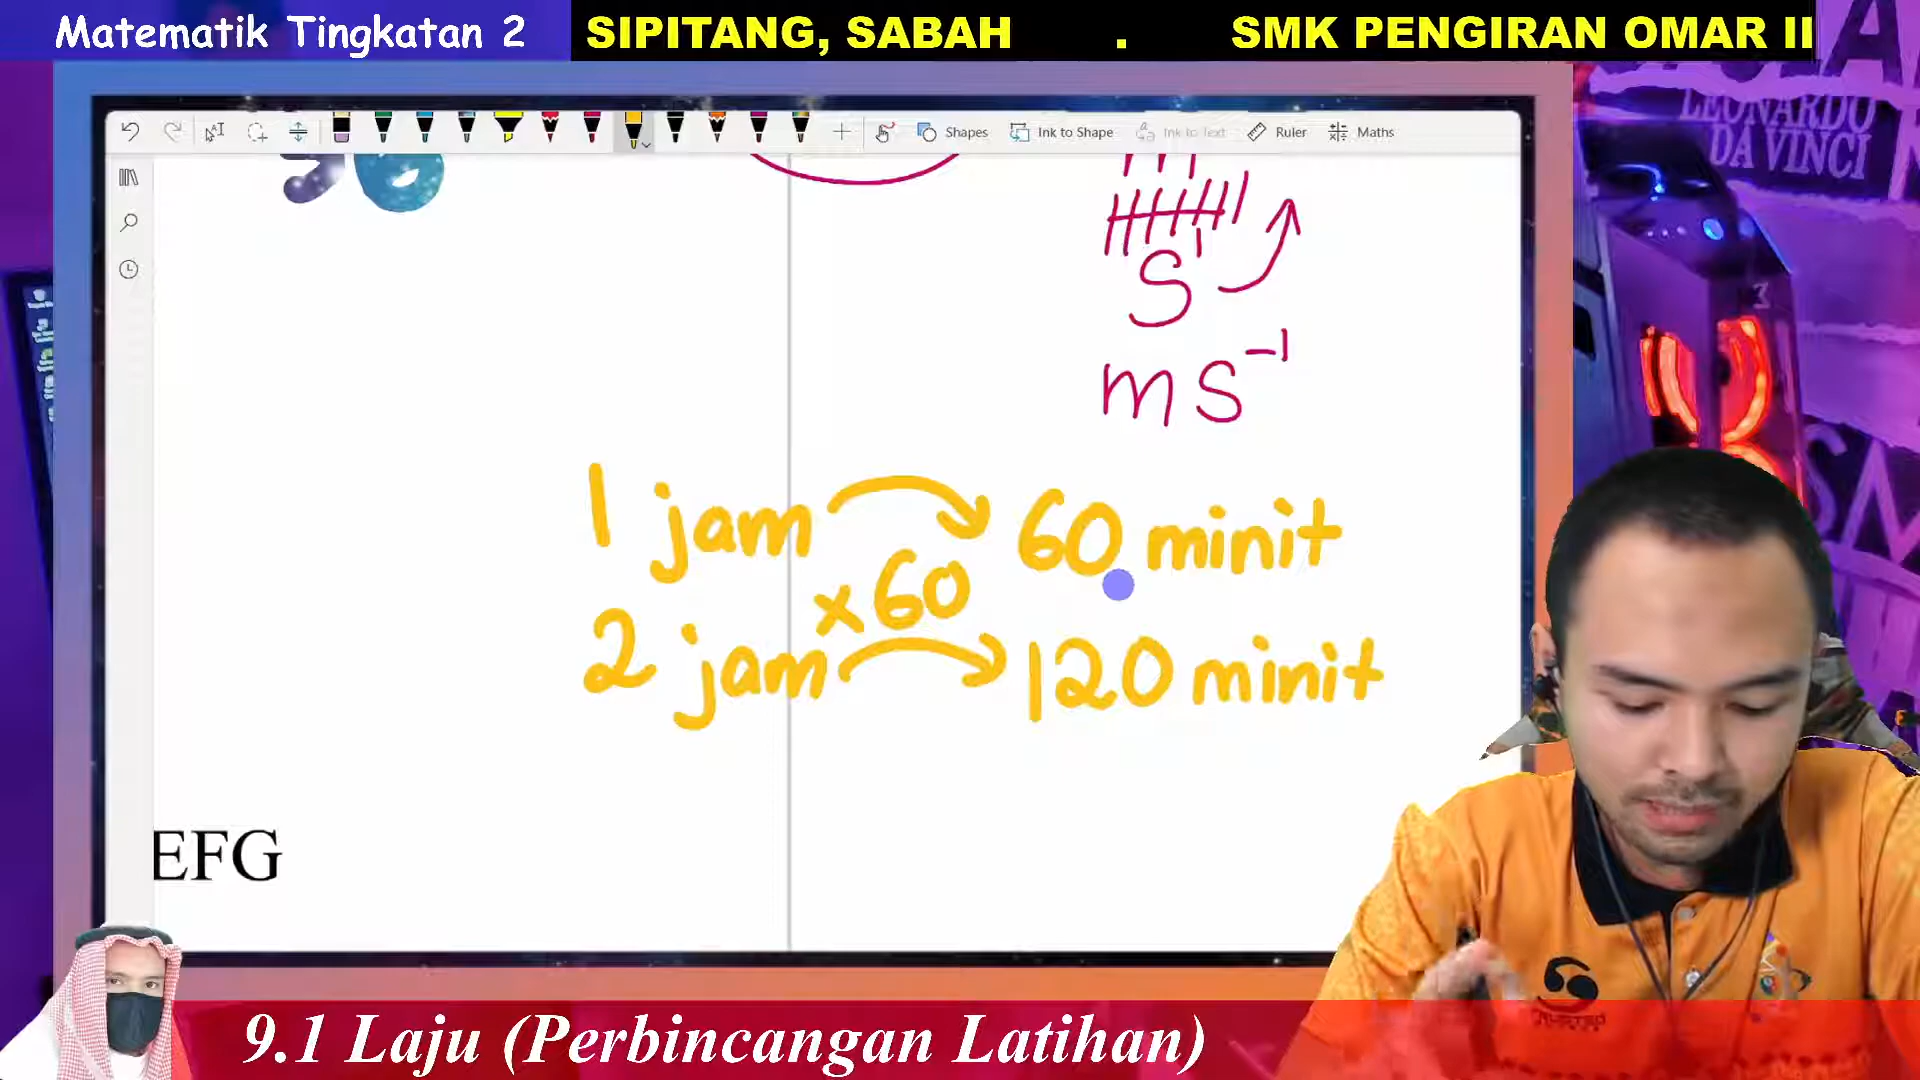 Matematik Tingkatan 2
SIPITANG, SABAH . SMK PENGIRAN OMAR II
LEONARDO
DA VINCI
Shapes Ink to Shape Ink to Text Ruler Maths
m
s
ms⁻¹
1 jam 60 minit
×60
2 jam 120 minit
EFG
9.1 Laju (Perbincangan Latihan)